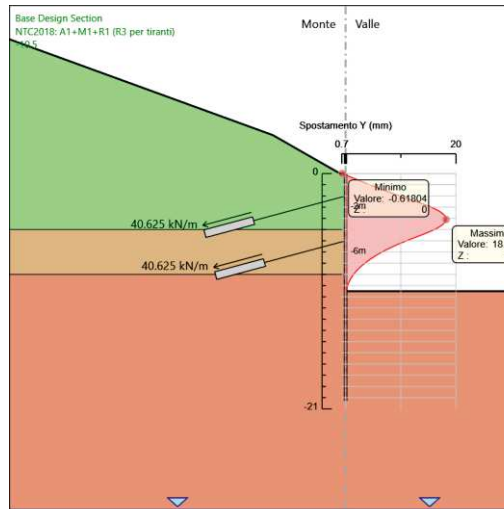 Base Design Section
NTC2018: A1+M1+R1 (R3 per tiranti)
Monte
Valle
Spostamento Y (mm)
0.7
20
0
Minimo
Valore: -0.61804
Z :
0
40.625 kN/m
Massim
Valore: 18
Z :
-6m
40.625 kN/m
-21